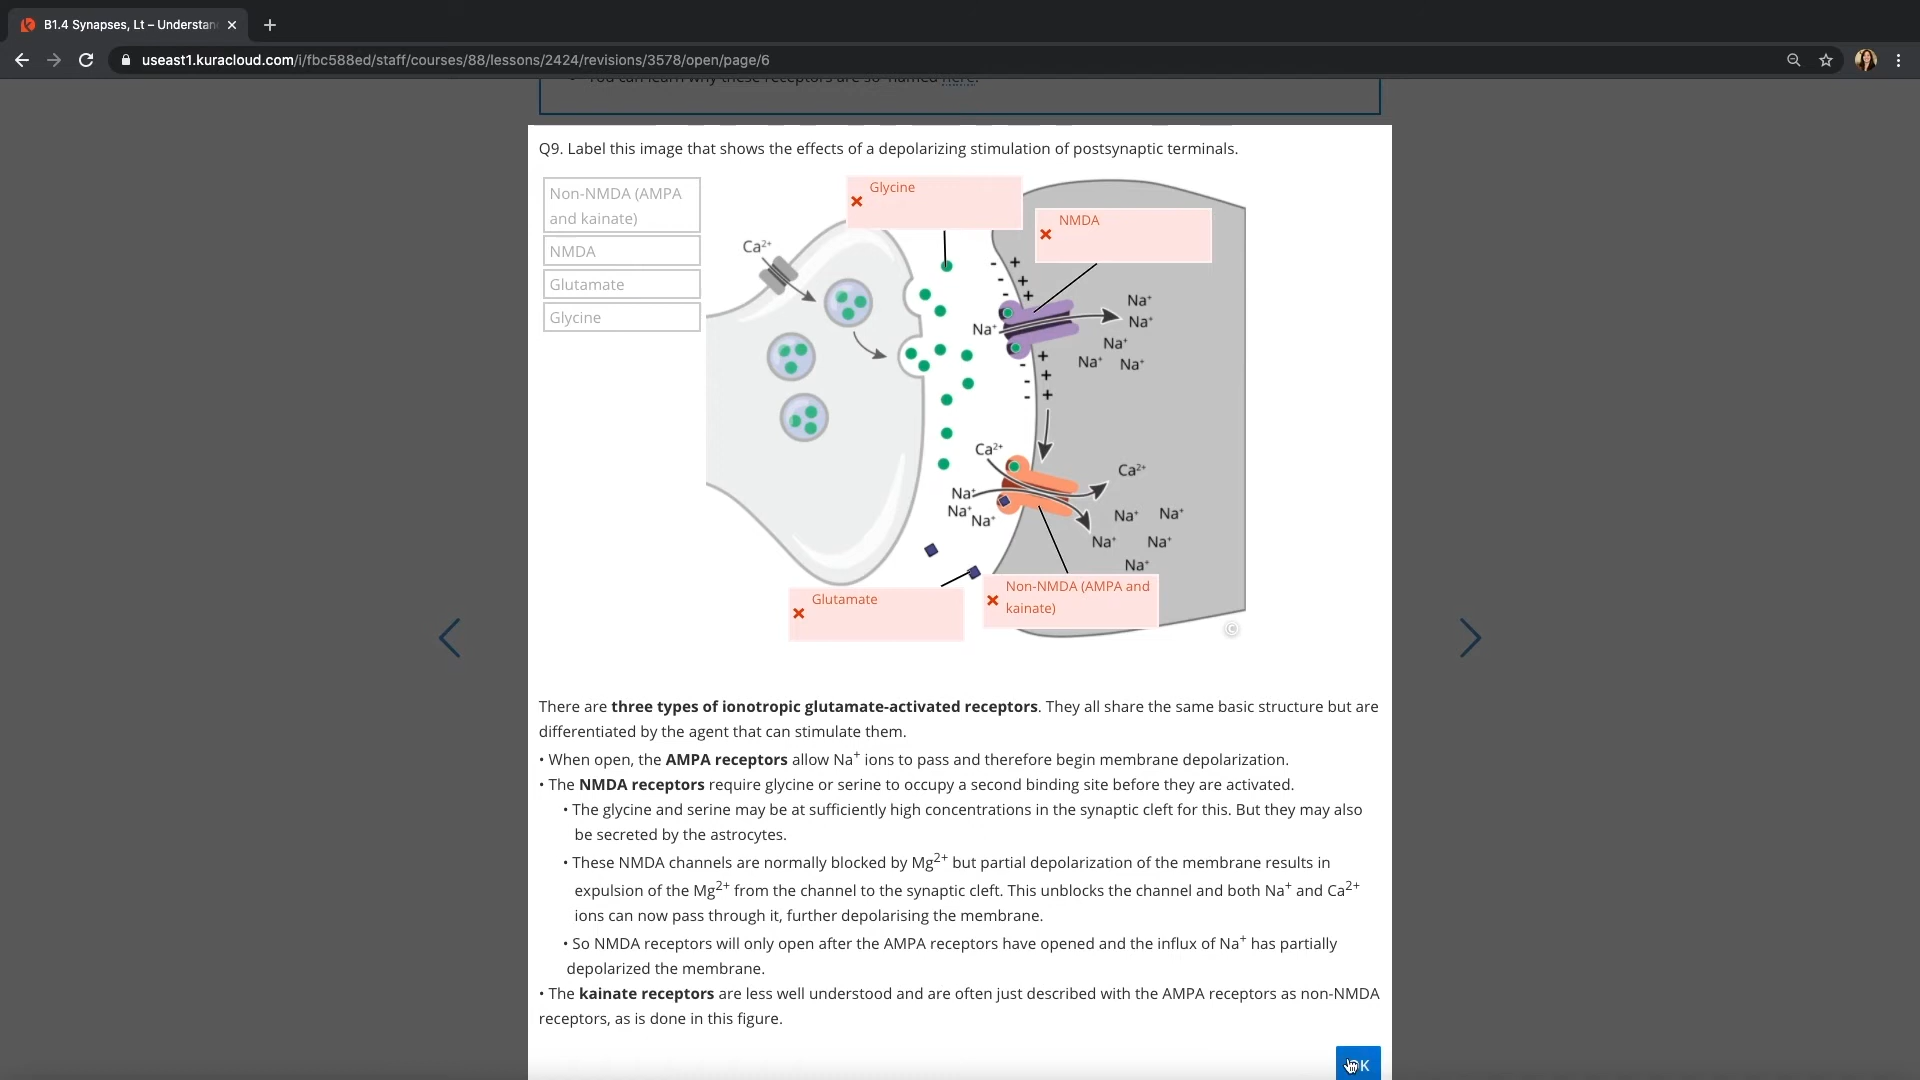 B1.4 Synapses, Lt – Understan
useast1.kuracloud.com/i/fbc588ed/staff/courses/88/lessons/2424/revisions/3578/open/page/6
You can learn why these receptors are so-named here.
Q9. Label this image that shows the effects of a depolarizing stimulation of postsynaptic terminals.
Non-NMDA (AMPA
and kainate)
NMDA
Glutamate
Glycine
Glycine
NMDA
Ca²⁺
- +
- +
- +
Na⁺
Na⁺
Na⁺
Na⁺
Na⁺ Na⁺
- +
- +
- +
Ca²⁺
Ca²⁺
Na⁺
Na⁺
Na⁺
Na⁺ Na⁺
Na⁺ Na⁺
Na⁺
Glutamate
Non-NMDA (AMPA and
kainate)
©
There are three types of ionotropic glutamate-activated receptors. They all share the same basic structure but are
differentiated by the agent that can stimulate them.
• When open, the AMPA receptors allow Na⁺ ions to pass and therefore begin membrane depolarization.
• The NMDA receptors require glycine or serine to occupy a second binding site before they are activated.
• The glycine and serine may be at sufficiently high concentrations in the synaptic cleft for this. But they may also
be secreted by the astrocytes.
• These NMDA channels are normally blocked by Mg²⁺ but partial depolarization of the membrane results in
expulsion of the Mg²⁺ from the channel to the synaptic cleft. This unblocks the channel and both Na⁺ and Ca²⁺
ions can now pass through it, further depolarising the membrane.
• So NMDA receptors will only open after the AMPA receptors have opened and the influx of Na⁺ has partially
depolarized the membrane.
• The kainate receptors are less well understood and are often just described with the AMPA receptors as non-NMDA
receptors, as is done in this figure.
OK